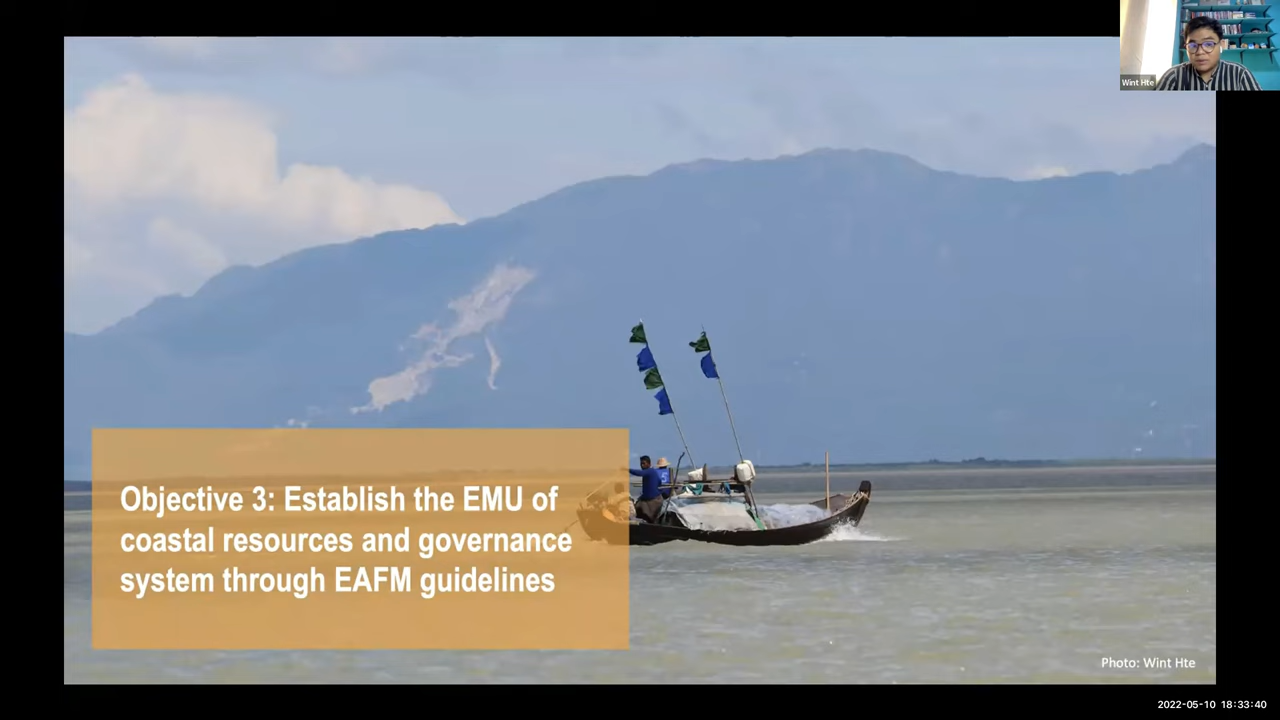 Wint Hte
Objective 3: Establish the EMU of
coastal resources and governance
system through EAFM guidelines
Photo: Wint Hte
2022-05-10 18:33:40